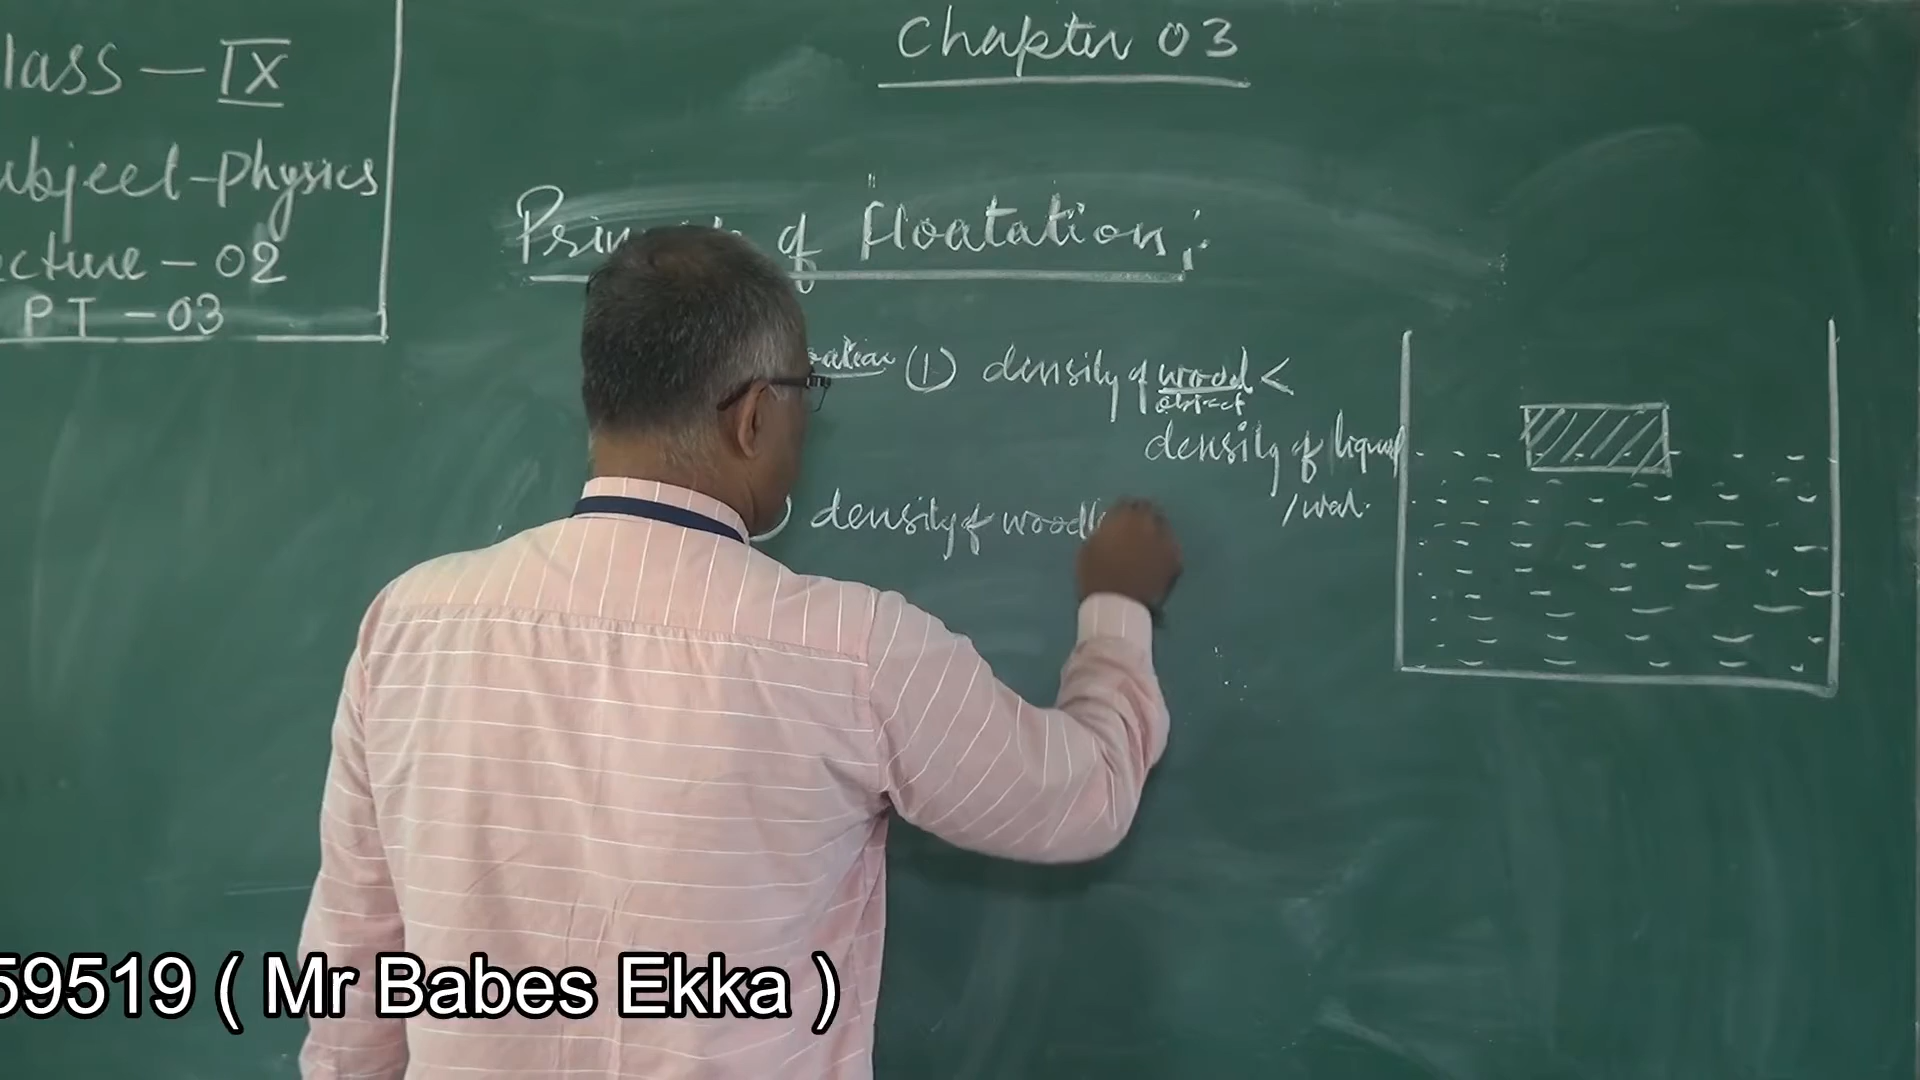 Chapter 03
lass – IX
ubject-Physics
ecture – 02
PT – 03
of Floatation:
(1) density of wood <
object
density of liquid
/wat.
) density of wood
59519 ( Mr Babes Ekka )